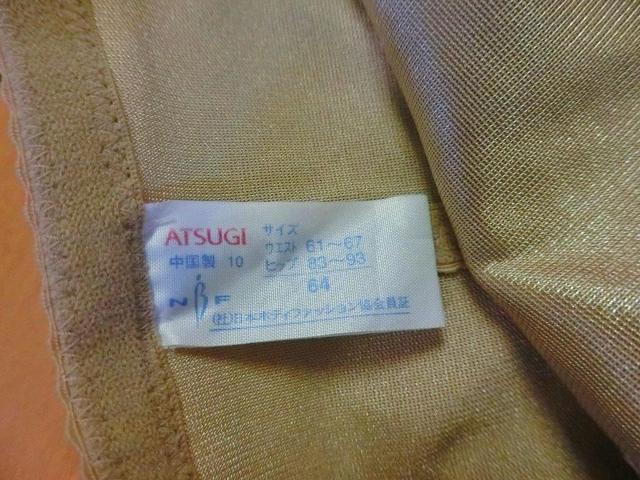 ATSUGI
中国製 10
サイズ
ウエスト 61～67
ヒップ 83～93
64
N B F
(社)日本ボディファッション協会員証